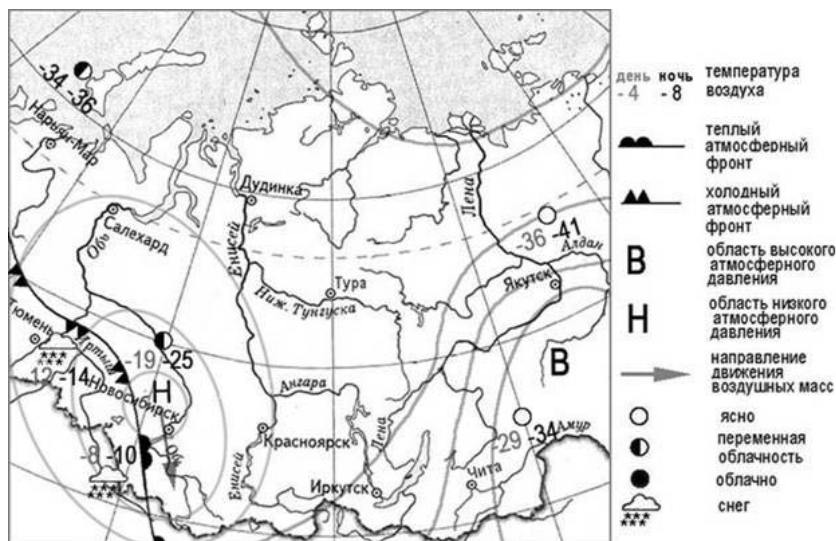 -34 -36
Нарьян-Мар
Дудинка
Лена
Салехард
Обь
Енисей
-36 -41
Алдан
Тура
Якутск
Ниж. Тунгуска
Тюмень
Иртыш
-19 -25
В
-12 -14
Новосибирск
Н
Ангара
Красноярск
Лена
-29 -34
Амур
-8 -10
Обь
Енисей
Иркутск
Чита
день ночь температура
-4 -8 воздуха
теплый
атмосферный
фронт
холодный
атмосферный
фронт
В область высокого
атмосферного
давления
Н область низкого
атмосферного
давления
направление
движения
воздушных масс
ясно
переменная
облачность
облачно
снег